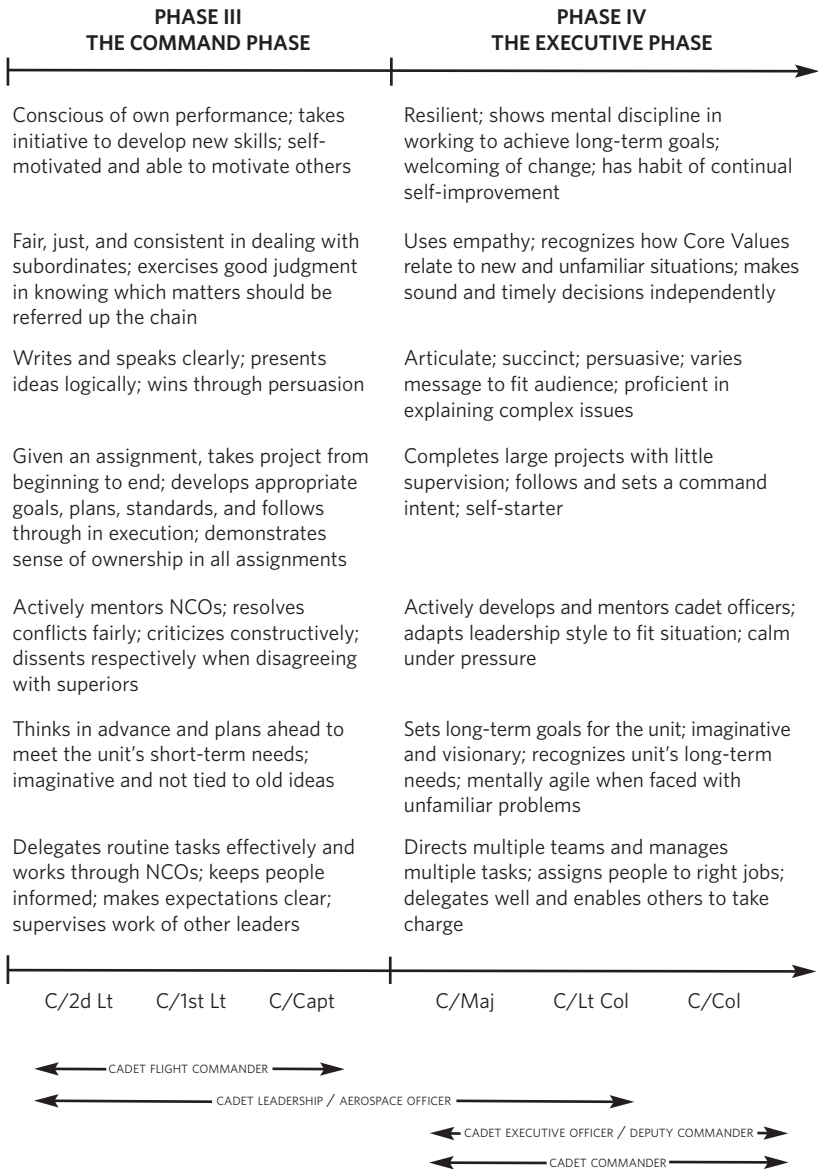 PHASE III
THE COMMAND PHASE
PHASE IV
THE EXECUTIVE PHASE
Conscious of own performance; takes
initiative to develop new skills; self-
motivated and able to motivate others
Resilient; shows mental discipline in
working to achieve long-term goals;
welcoming of change; has habit of continual
self-improvement
Fair, just, and consistent in dealing with
subordinates; exercises good judgment
in knowing which matters should be
referred up the chain
Uses empathy; recognizes how Core Values
relate to new and unfamiliar situations; makes
sound and timely decisions independently
Writes and speaks clearly; presents
ideas logically; wins through persuasion
Articulate; succinct; persuasive; varies
message to fit audience; proficient in
explaining complex issues
Given an assignment, takes project from
beginning to end; develops appropriate
goals, plans, standards, and follows
through in execution; demonstrates
sense of ownership in all assignments
Completes large projects with little
supervision; follows and sets a command
intent; self-starter
Actively mentors NCOs; resolves
conflicts fairly; criticizes constructively;
dissents respectively when disagreeing
with superiors
Actively develops and mentors cadet officers;
adapts leadership style to fit situation; calm
under pressure
Thinks in advance and plans ahead to
meet the unit's short-term needs;
imaginative and not tied to old ideas
Sets long-term goals for the unit; imaginative
and visionary; recognizes unit's long-term
needs; mentally agile when faced with
unfamiliar problems
Delegates routine tasks effectively and
works through NCOs; keeps people
informed; makes expectations clear;
supervises work of other leaders
Directs multiple teams and manages
multiple tasks; assigns people to right jobs;
delegates well and enables others to take
charge
C/2d Lt C/1st Lt C/Capt C/Maj C/Lt Col C/Col
CADET FLIGHT COMMANDER
CADET LEADERSHIP / AEROSPACE OFFICER
CADET EXECUTIVE OFFICER / DEPUTY COMMANDER
CADET COMMANDER